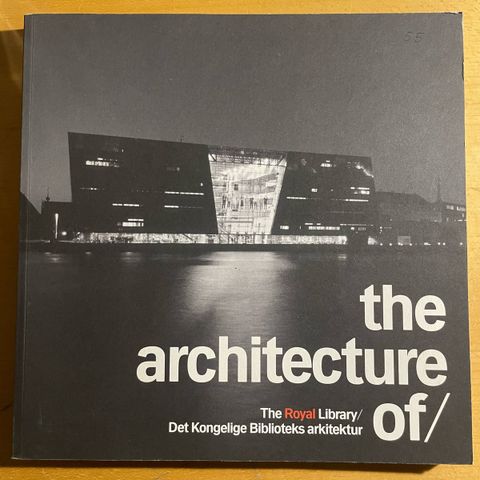 55
the
architecture
of/
The Royal Library/
Det Kongelige Biblioteks arkitektur